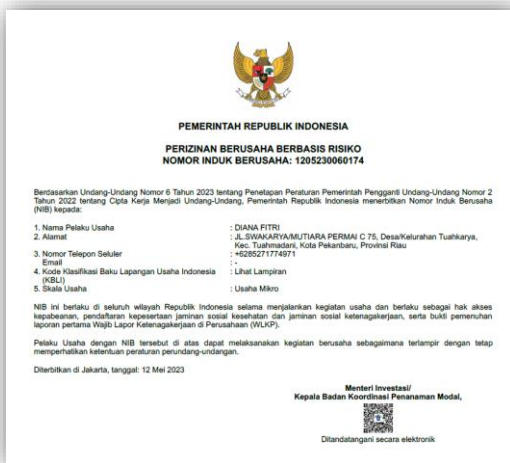 PEMERINTAH REPUBLIK INDONESIA
PERIZINAN BERUSAHA BERBASIS RISIKO
NOMOR INDUK BERUSAHA: 1205230060174
Berdasarkan Undang-Undang Nomor 6 Tahun 2023 tentang Penetapan Peraturan Pemerintah Pengganti Undang-Undang Nomor 2
Tahun 2022 tentang Cipta Kerja Menjadi Undang-Undang, Pemerintah Republik Indonesia menerbitkan Nomor Induk Berusaha
(NIB) kepada:
1. Nama Pelaku Usaha : DIANA FITRI
2. Alamat : JL.SWAKARYA/MUTIARA PERMAI C 75, Desa/Kelurahan Tuahkarya,
Kec. Tuahmadani, Kota Pekanbaru, Provinsi Riau
3. Nomor Telepon Seluler : +6285271774971
Email : -
4. Kode Klasifikasi Baku Lapangan Usaha Indonesia : Lihat Lampiran
(KBLI)
5. Skala Usaha : Usaha Mikro
NIB ini berlaku di seluruh wilayah Republik Indonesia selama menjalankan kegiatan usaha dan berlaku sebagai hak akses
kepabeanan, pendaftaran kepesertaan jaminan sosial kesehatan dan jaminan sosial ketenagakerjaan, serta bukti pemenuhan
laporan pertama Wajib Lapor Ketenagakerjaan di Perusahaan (WLKP).
Pelaku Usaha dengan NIB tersebut di atas dapat melaksanakan kegiatan berusaha sebagaimana terlampir dengan tetap
memperhatikan ketentuan peraturan perundang-undangan.
Diterbitkan di Jakarta, tanggal: 12 Mei 2023
Menteri Investasi/
Kepala Badan Koordinasi Penanaman Modal,
Ditandatangani secara elektronik